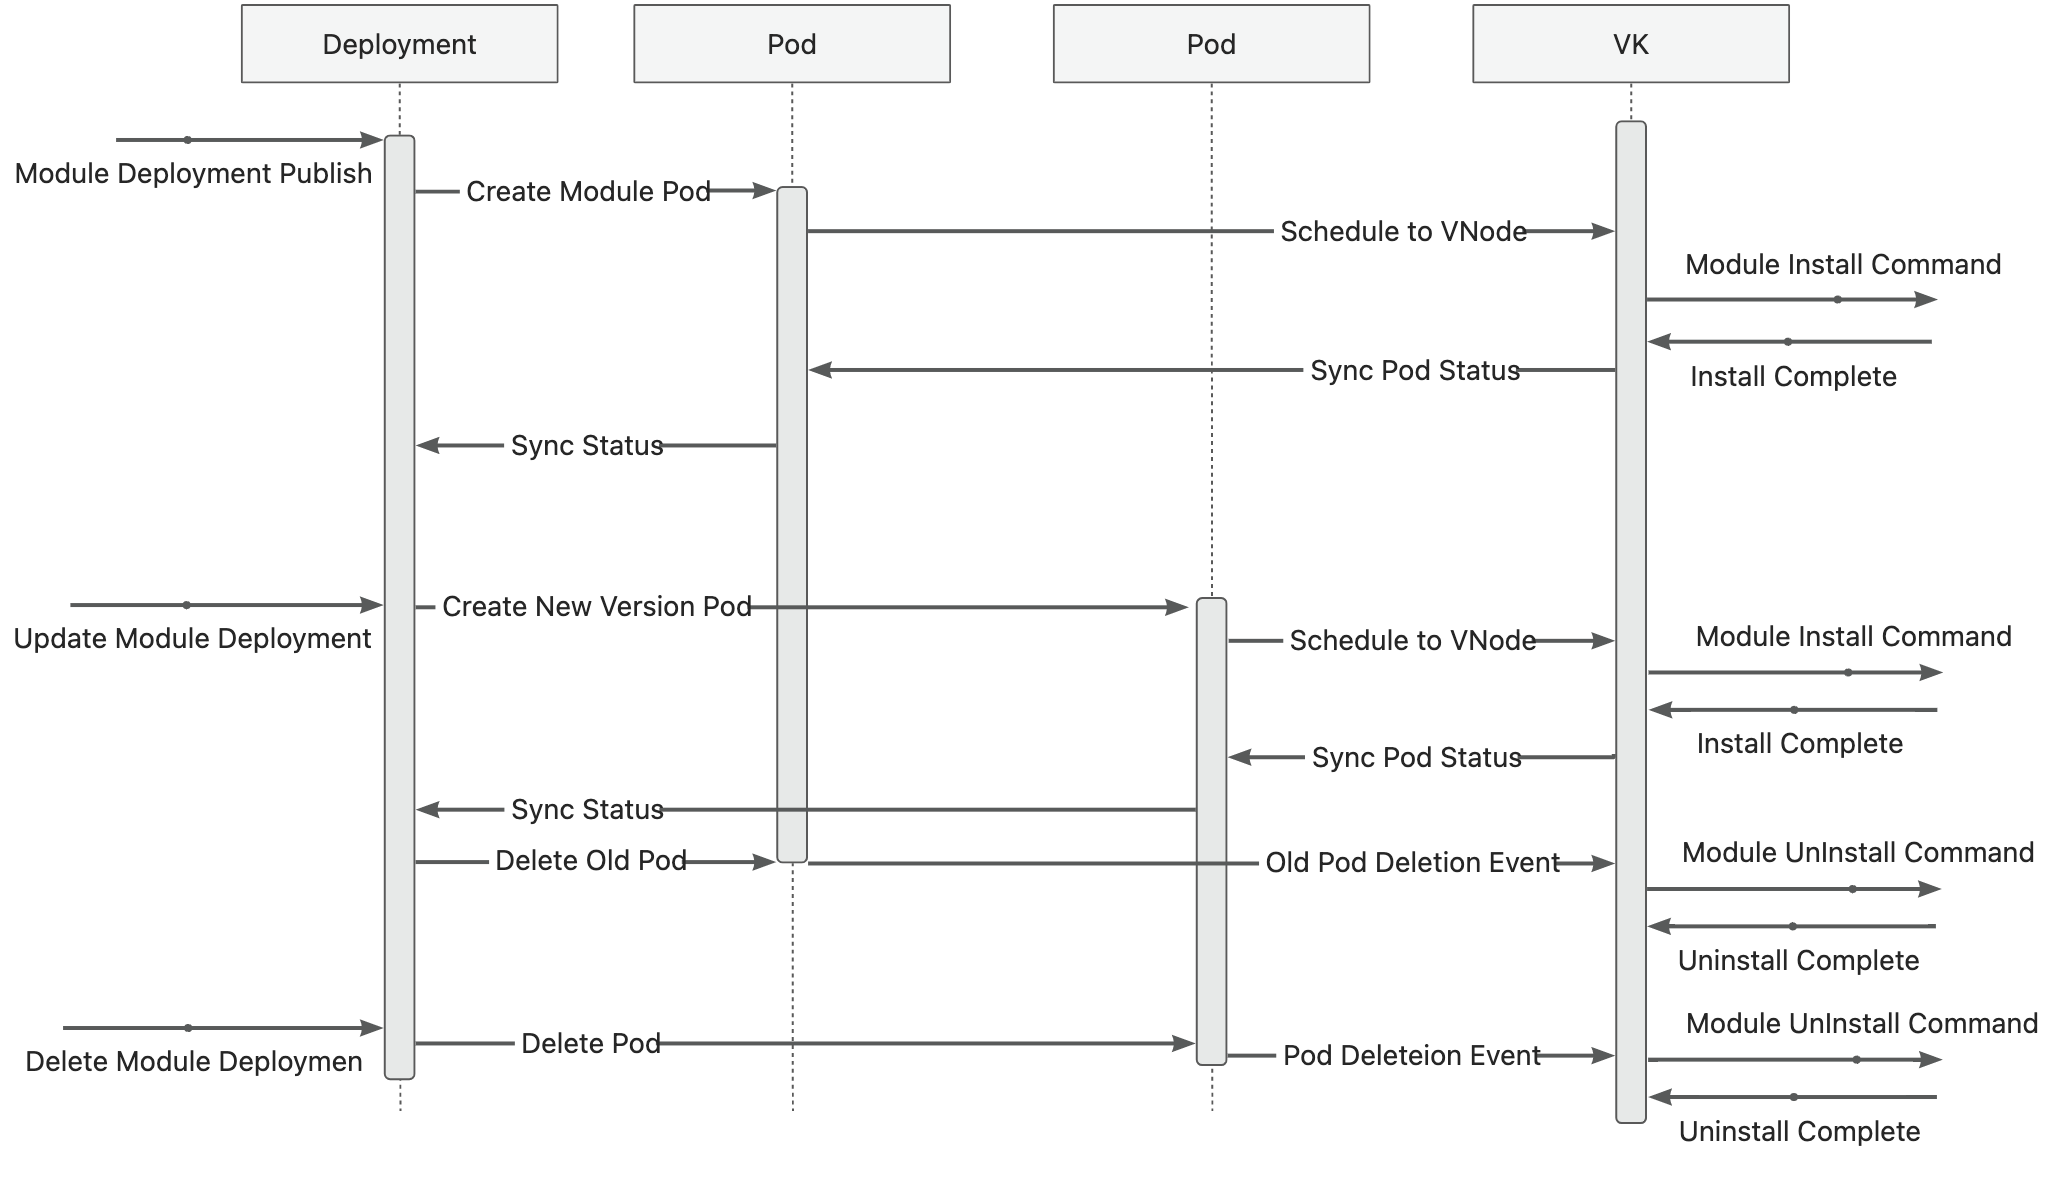 Deployment
Pod
Pod
VK
Module Deployment Publish
Create Module Pod
Schedule to VNode
Module Install Command
Install Complete
Sync Pod Status
Sync Status
Update Module Deployment
Create New Version Pod
Schedule to VNode
Module Install Command
Install Complete
Sync Pod Status
Sync Status
Delete Old Pod
Old Pod Deletion Event
Module UnInstall Command
Uninstall Complete
Delete Module Deploymen
Delete Pod
Pod Deleteion Event
Module UnInstall Command
Uninstall Complete